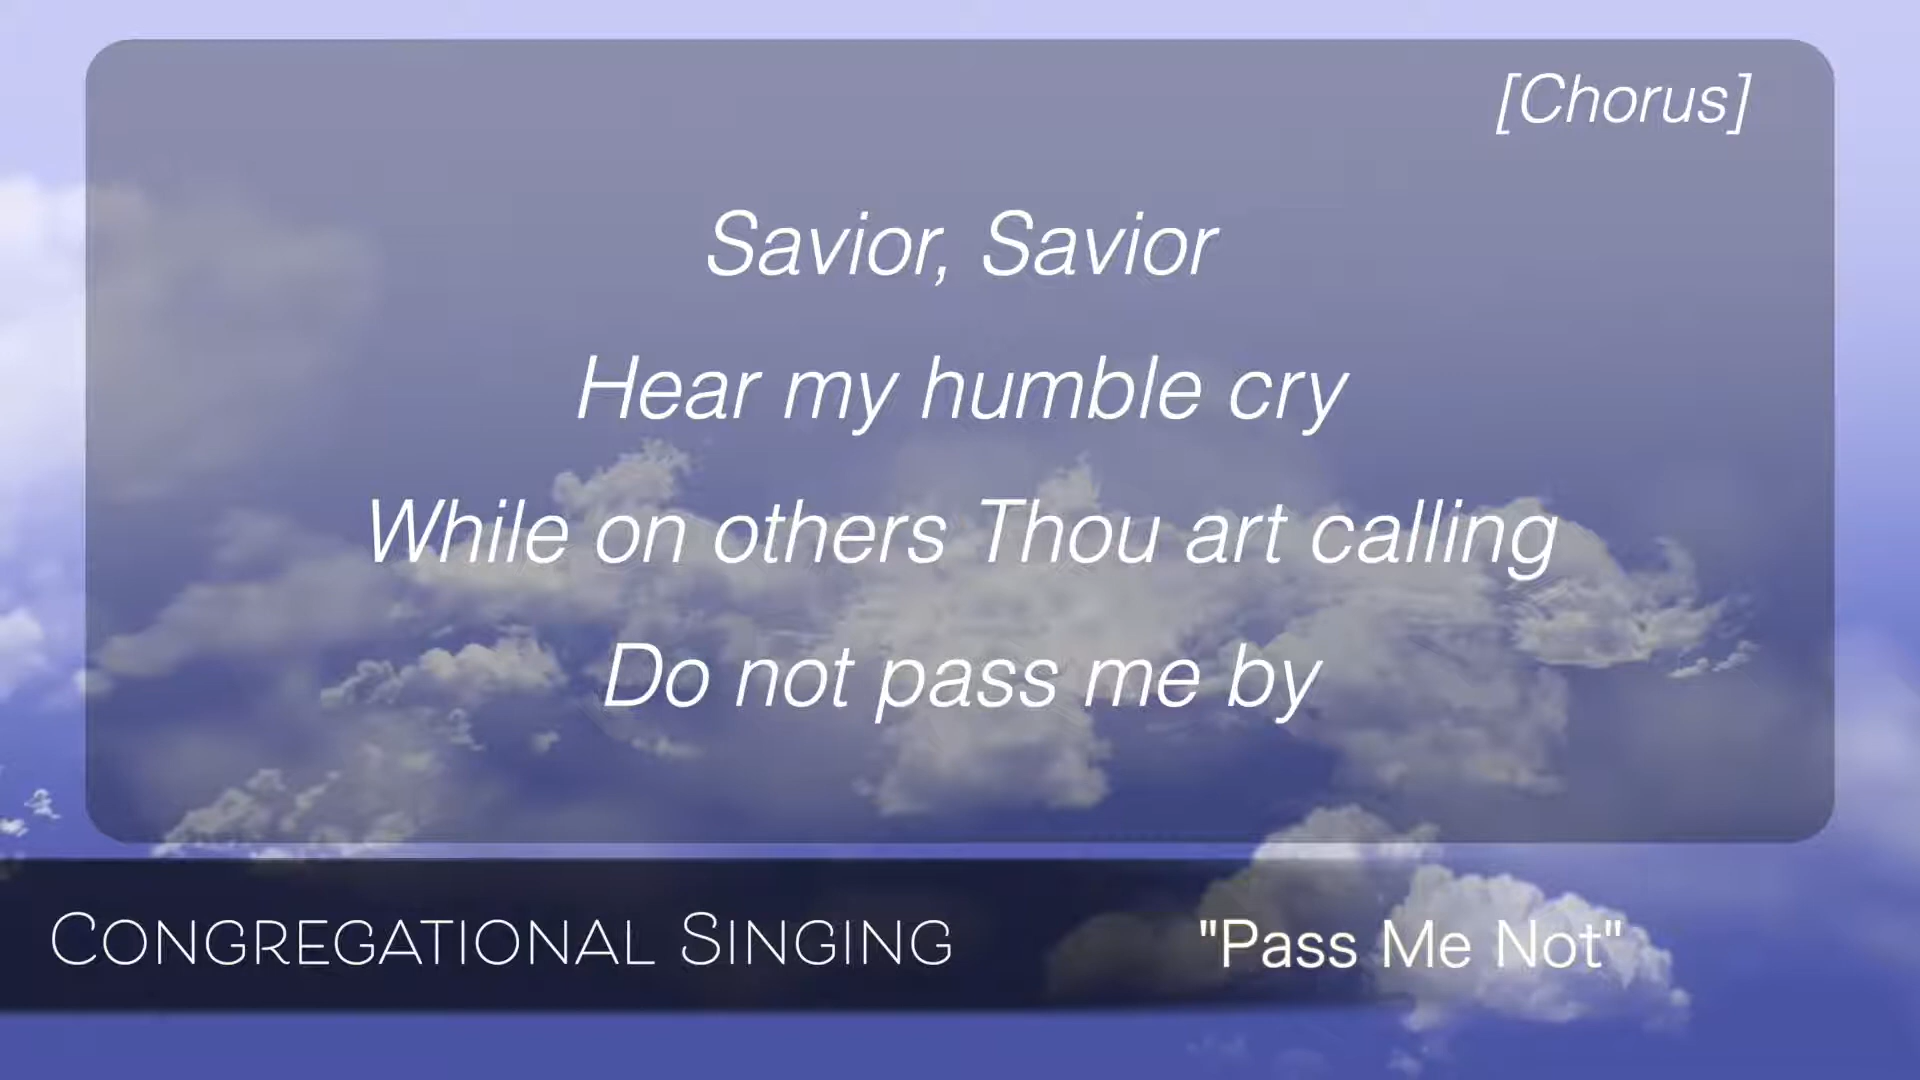 [Chorus]
Savior, Savior
Hear my humble cry
While on others Thou art calling
Do not pass me by
CONGREGATIONAL SINGING
"Pass Me Not"